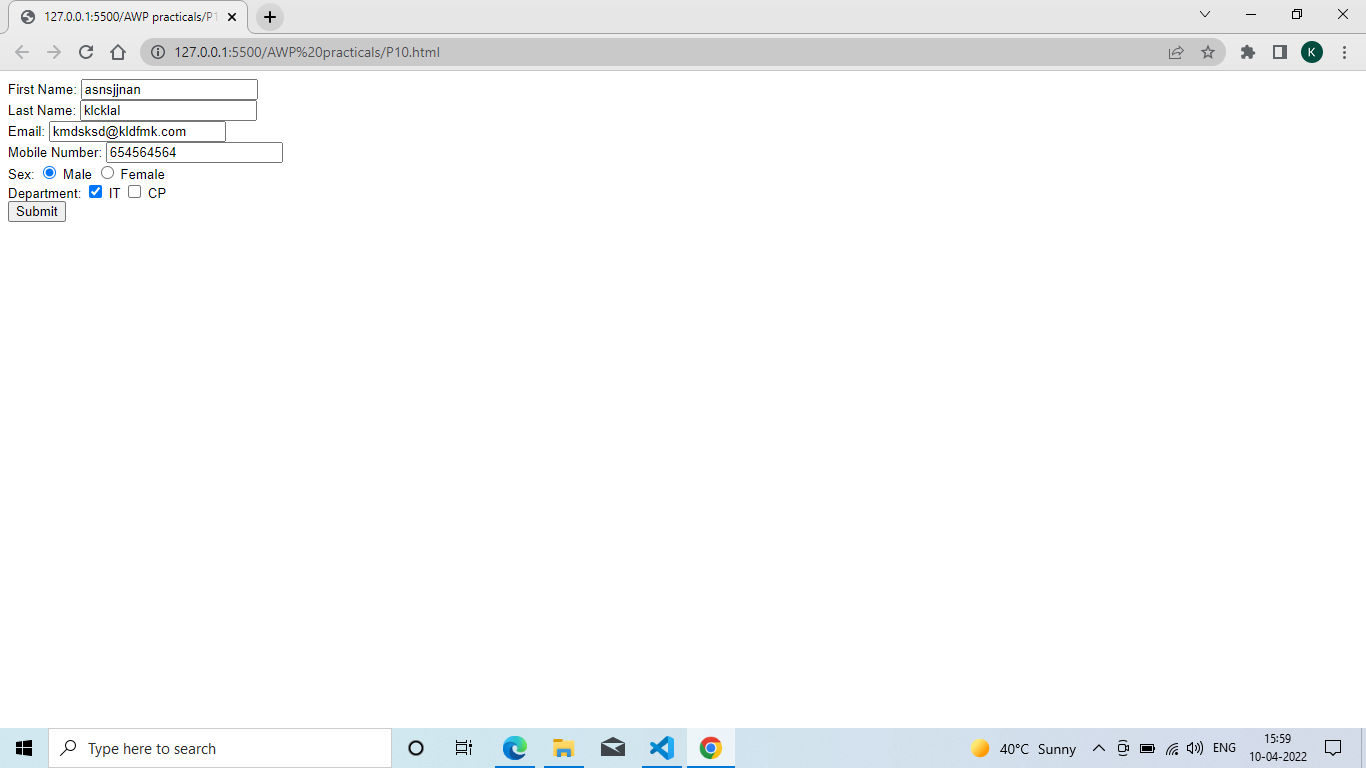 127.0.0.1:5500/AWP practicals/P1
127.0.0.1:5500/AWP%20practicals/P10.html
K
First Name: asnsjjnan
Last Name: klcklal
Email: kmdsksd@kldfmk.com
Mobile Number: 654564564
Sex: Male Female
Department: IT CP
Submit
Type here to search
40°C Sunny
ENG
15:59
10-04-2022